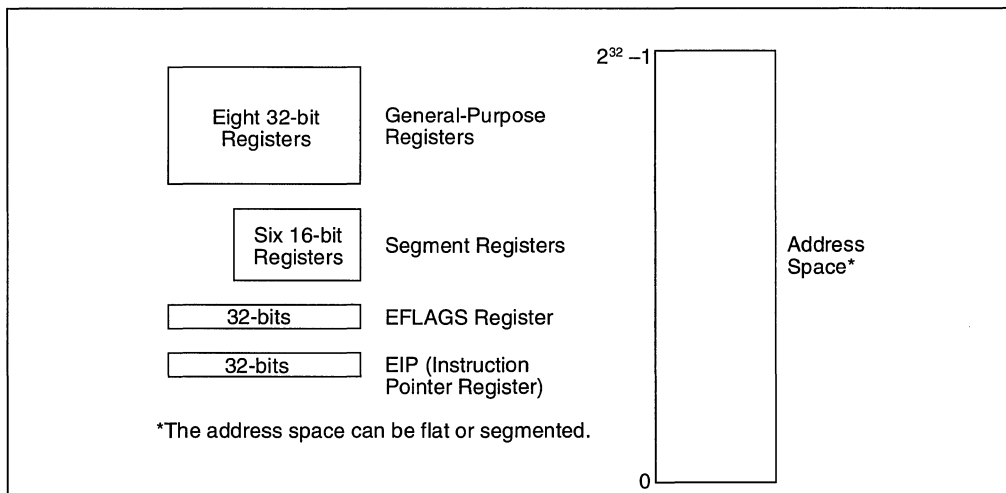 2³² –1
Eight 32-bit
Registers
General-Purpose
Registers
Six 16-bit
Registers
Segment Registers
Address
Space*
32-bits
EFLAGS Register
32-bits
EIP (Instruction
Pointer Register)
*The address space can be flat or segmented.
0